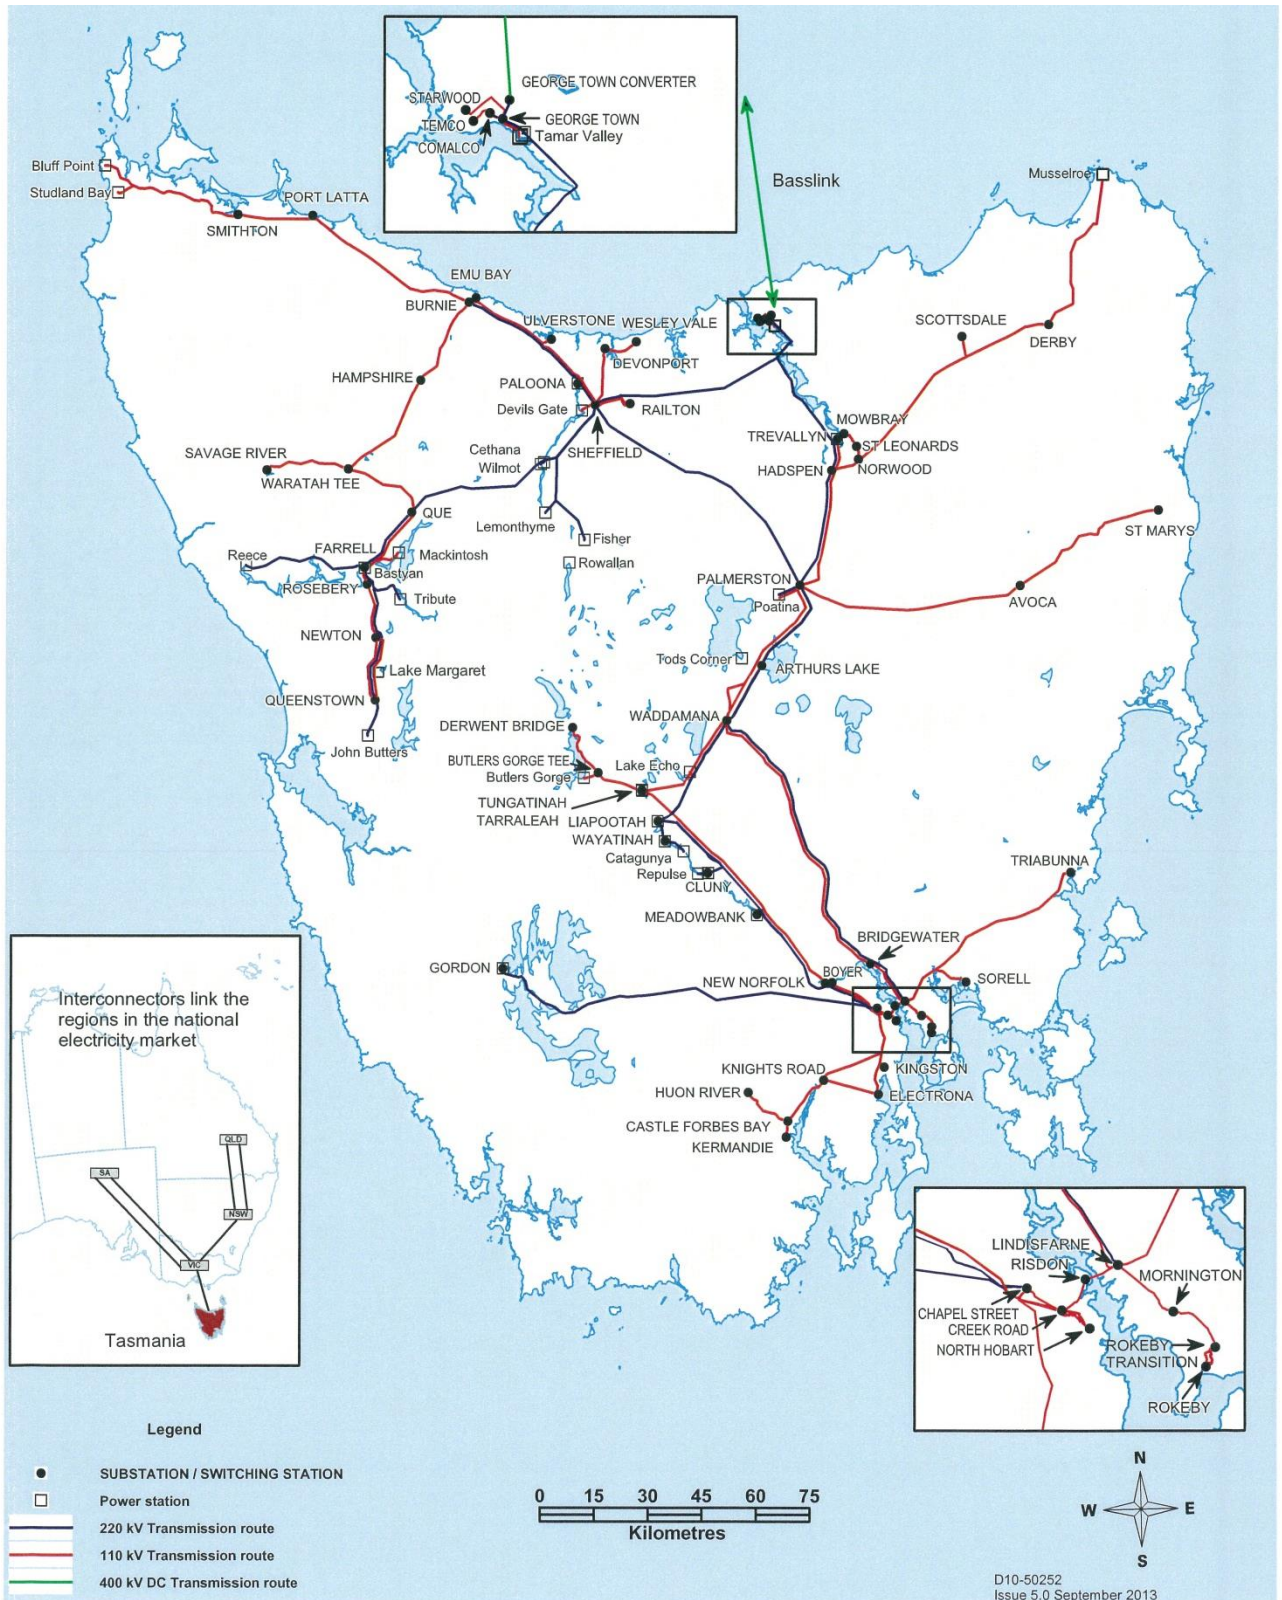 GEORGE TOWN CONVERTER
STARWOOD
GEORGE TOWN
TEMCO
Tamar Valley
COMALCO
Basslink
Bluff Point
Studland Bay
PORT LATTA
SMITHTON
Musselroe
EMU BAY
BURNIE
ULVERSTONE
WESLEY VALE
SCOTTSDALE
DERBY
DEVONPORT
HAMPSHIRE
PALOONA
Devils Gate
RAILTON
MOWBRAY
TREVALLYN
ST LEONARDS
SHEFFIELD
Cethana
Wilmot
HADSPEN
NORWOOD
SAVAGE RIVER
WARATAH TEE
QUE
Lemonthyme
ST MARYS
Fisher
FARRELL
Mackintosh
Reece
Rowallan
Bastyan
ROSEBERY
PALMERSTON
Tribute
Poatina
AVOCA
NEWTON
Tods Corner
ARTHURS LAKE
Lake Margaret
QUEENSTOWN
WADDAMANA
DERWENT BRIDGE
John Butters
BUTLERS GORGE TEE
Lake Echo
Butlers Gorge
TUNGATINAH
TARRALEAH
LIAPOOTAH
WAYATINAH
Catagunya
TRIABUNNA
Repulse
CLUNY
MEADOWBANK
BRIDGEWATER
GORDON
BOYER
NEW NORFOLK
SORELL
KNIGHTS ROAD
KINGSTON
HUON RIVER
ELECTRONA
CASTLE FORBES BAY
KERMANDIE
Interconnectors link the
regions in the national
electricity market
QLD
SA
NSW
VIC
Tasmania
LINDISFARNE
RISDON
MORNINGTON
CHAPEL STREET
CREEK ROAD
NORTH HOBART
ROKEBY
TRANSITION
ROKEBY
Legend
SUBSTATION / SWITCHING STATION
Power station
220 kV Transmission route
110 kV Transmission route
400 kV DC Transmission route
0 15 30 45 60 75
Kilometres
N
W E
S
D10-50252
Issue 5.0 September 2013